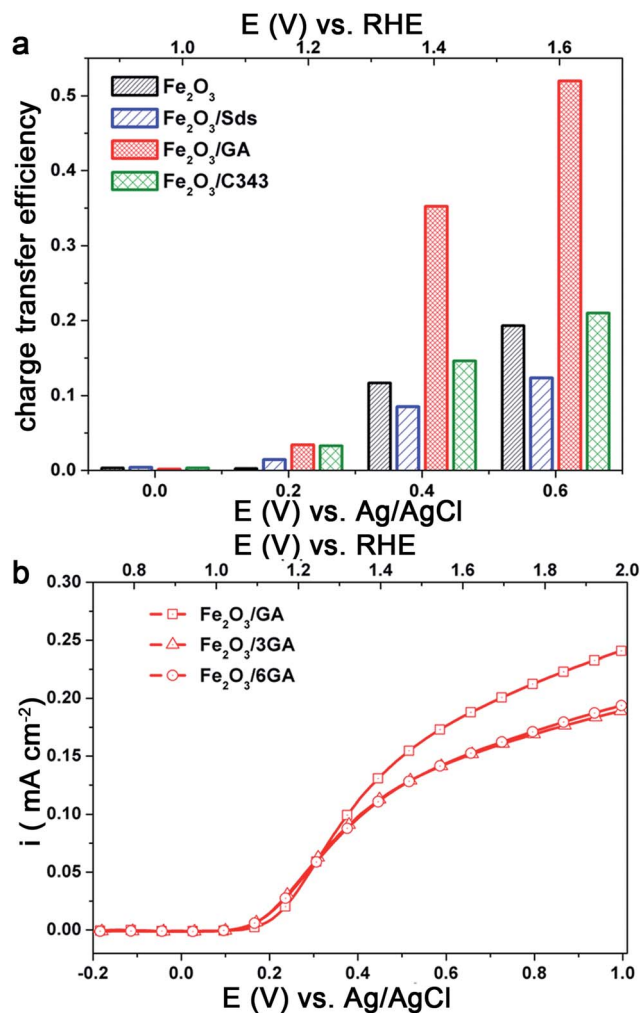 E (V) vs. RHE
a
1.0 1.2 1.4 1.6
Fe₂O₃
Fe₂O₃/Sds
Fe₂O₃/GA
Fe₂O₃/C343
charge transfer efficiency
0.5
0.4
0.3
0.2
0.1
0.0
0.0 0.2 0.4 0.6
E (V) vs. Ag/AgCl
E (V) vs. RHE
b
0.8 1.0 1.2 1.4 1.6 1.8 2.0
Fe₂O₃/GA
Fe₂O₃/3GA
Fe₂O₃/6GA
i ( mA cm⁻²)
0.30
0.25
0.20
0.15
0.10
0.05
0.00
-0.2 0.0 0.2 0.4 0.6 0.8 1.0
E (V) vs. Ag/AgCl